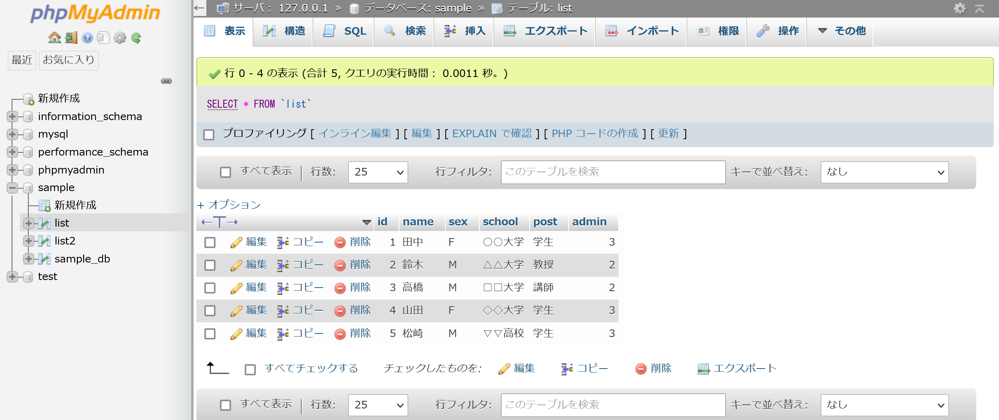 phpMyAdmin
最近 お気に入り
新規作成
information_schema
mysql
performance_schema
phpmyadmin
sample
新規作成
list
list2
sample_db
test
← サーバ： 127.0.0.1 » データベース: sample » テーブル: list
表示 構造 SQL 検索 挿入 エクスポート インポート 権限 操作 その他
行 0 - 4 の表示 (合計 5, クエリの実行時間： 0.0011 秒。)
SELECT * FROM `list`
プロファイリング [ インライン編集 ] [ 編集 ] [ EXPLAIN で確認 ] [ PHP コードの作成 ] [ 更新 ]
すべて表示 | 行数: 25 行フィルタ: このテーブルを検索 キーで並べ替え: なし
+ オプション
←T→ id name sex school post admin
編集 コピー 削除 1 田中 F ○○大学 学生 3
編集 コピー 削除 2 鈴木 M △△大学 教授 2
編集 コピー 削除 3 高橋 M □□大学 講師 2
編集 コピー 削除 4 山田 F ◇◇大学 学生 3
編集 コピー 削除 5 松崎 M ▽▽高校 学生 3
すべてチェックする チェックしたものを: 編集 コピー 削除 エクスポート
すべて表示 | 行数: 25 行フィルタ: このテーブルを検索 キーで並べ替え: なし